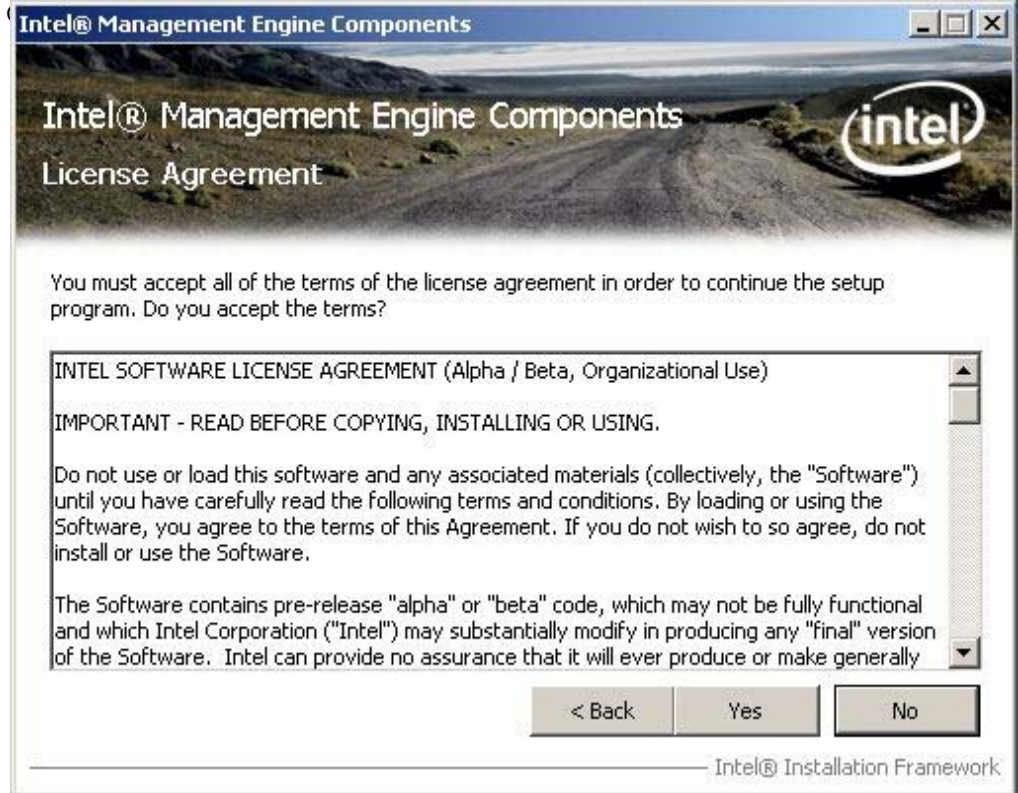 Intel® Management Engine Components
Intel® Management Engine Components
intel
License Agreement
You must accept all of the terms of the license agreement in order to continue the setup
program. Do you accept the terms?
INTEL SOFTWARE LICENSE AGREEMENT (Alpha / Beta, Organizational Use)
IMPORTANT - READ BEFORE COPYING, INSTALLING OR USING.
Do not use or load this software and any associated materials (collectively, the "Software")
until you have carefully read the following terms and conditions. By loading or using the
Software, you agree to the terms of this Agreement. If you do not wish to so agree, do not
install or use the Software.
The Software contains pre-release "alpha" or "beta" code, which may not be fully functional
and which Intel Corporation ("Intel") may substantially modify in producing any "final" version
of the Software.  Intel can provide no assurance that it will ever produce or make generally
< Back
Yes
No
Intel® Installation Framework